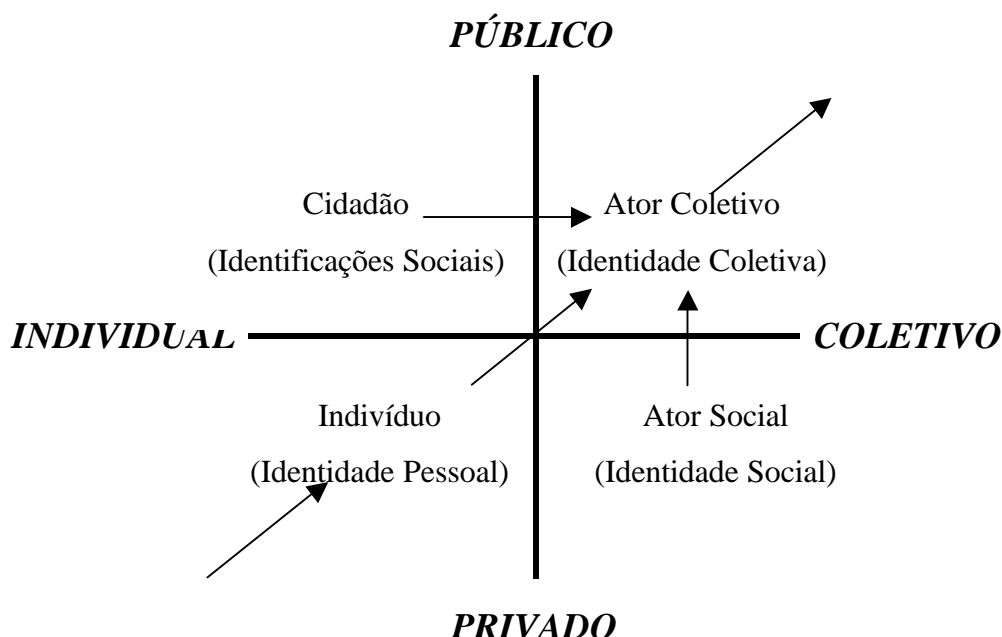 PÚBLICO
Cidadão
Ator Coletivo
(Identificações Sociais)
(Identidade Coletiva)
INDIVIDUAL
COLETIVO
Indivíduo
Ator Social
(Identidade Pessoal)
(Identidade Social)
PRIVADO